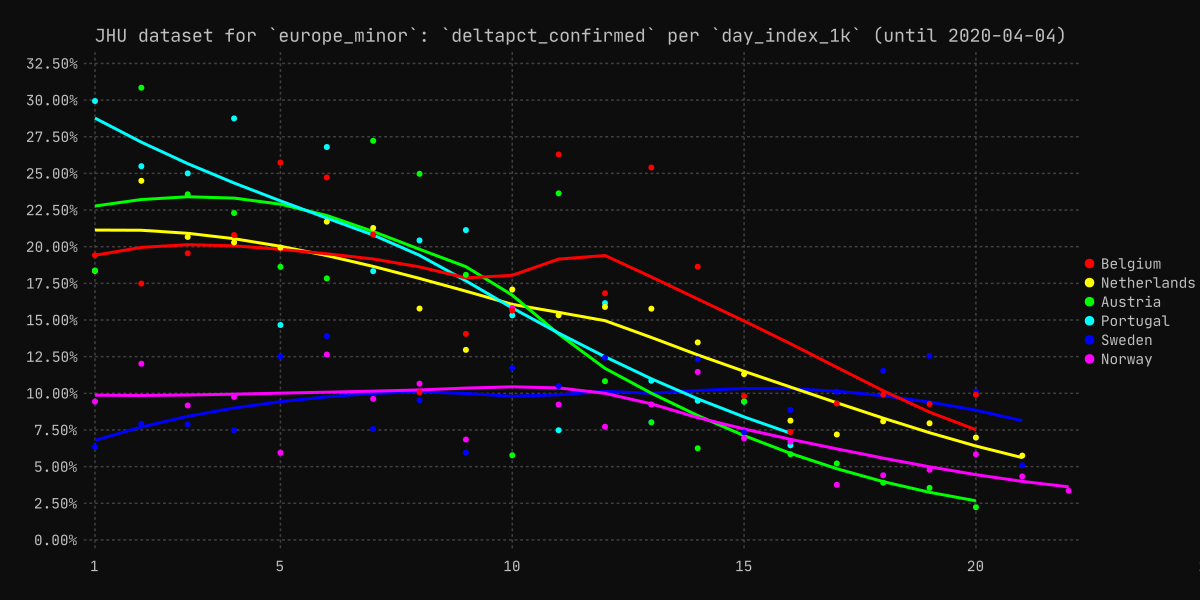 JHU dataset for `europe_minor`: `deltapct_confirmed` per `day_index_1k` (until 2020-04-04)
32.50%
30.00%
27.50%
25.00%
22.50%
20.00%
17.50%
15.00%
12.50%
10.00%
7.50%
5.00%
2.50%
0.00%
1 5 10 15 20
Belgium
Netherlands
Austria
Portugal
Sweden
Norway